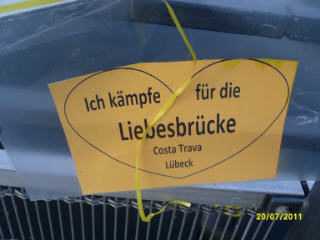 Ich kämpfe für die
Liebesbrücke
Costa Trava
Lübeck
20/07/2011